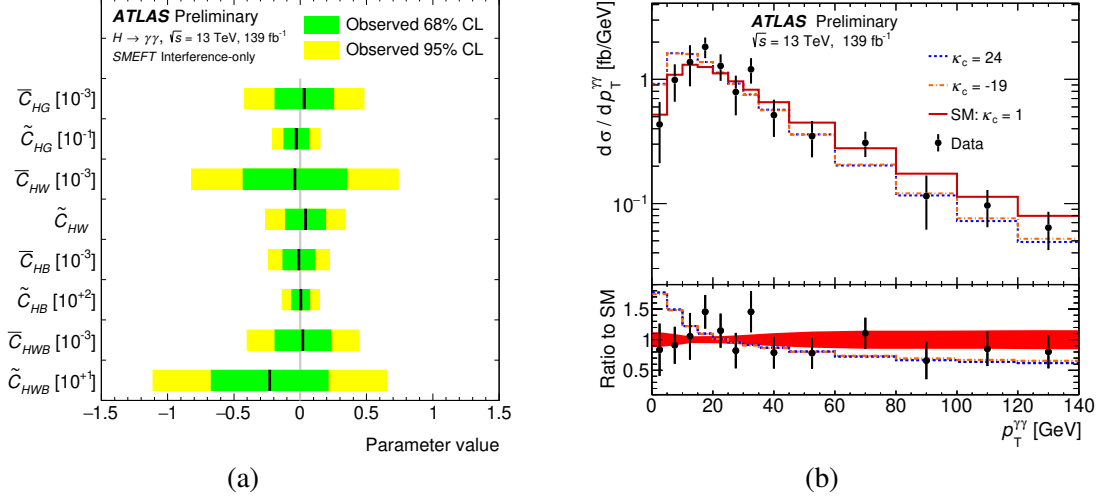 ATLAS Preliminary
H → γγ, √s = 13 TeV, 139 fb⁻¹
SMEFT Interference-only
Observed 68% CL
Observed 95% CL
C̅_HG [10⁻³]
C̃_HG [10⁻¹]
C̅_HW [10⁻³]
C̃_HW
C̅_HB [10⁻³]
C̃_HB [10⁺²]
C̅_HWB [10⁻³]
C̃_HWB [10⁺¹]
−1.5 −1 −0.5 0 0.5 1 1.5
Parameter value
(a)
ATLAS Preliminary
√s = 13 TeV, 139 fb⁻¹
κ_c = 24
κ_c = -19
SM: κ_c = 1
Data
d σ / d p_T^γγ [fb/GeV]
1
10⁻¹
Ratio to SM
1.5
1
0.5
0 20 40 60 80 100 120 140
p_T^γγ [GeV]
(b)